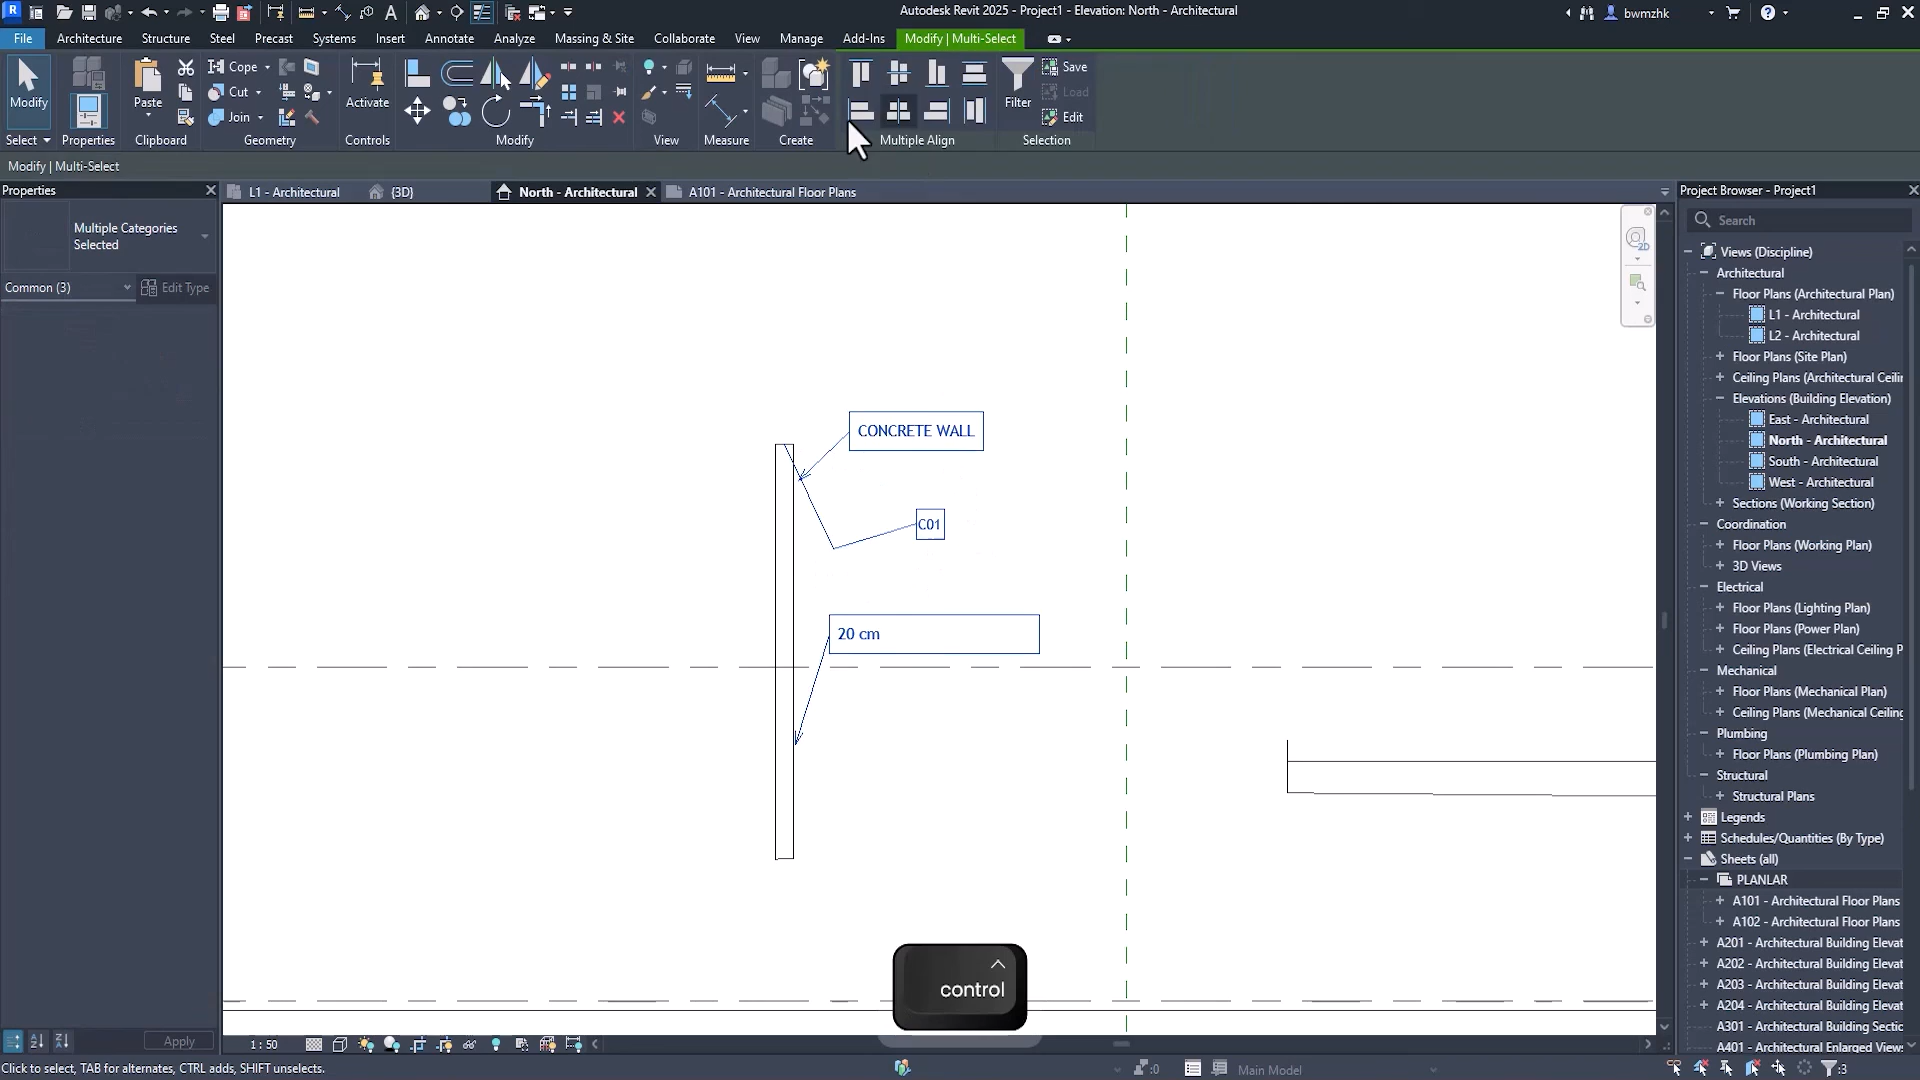 Autodesk Revit 2025 - Project1 - Elevation: North - Architectural
bwmzhk
File Architecture Structure Steel Precast Systems Insert Annotate Analyze Massing & Site Collaborate View Manage Add-Ins Modify | Multi-Select
Modify
Paste
Cope
Cut
Join
Activate
Filter
Save
Load
Edit
Select Properties Clipboard Geometry Controls Modify View Measure Create Multiple Align Selection
Modify | Multi-Select
Properties
L1 - Architectural
{3D}
North - Architectural
A101 - Architectural Floor Plans
Project Browser - Project1
Multiple Categories
Selected
Common (3)
Edit Type
Apply
2D
CONCRETE WALL
C01
20 cm
control
Search
Views (Discipline)
Architectural
Floor Plans (Architectural Plan)
L1 - Architectural
L2 - Architectural
Floor Plans (Site Plan)
Ceiling Plans (Architectural Ceilir
Elevations (Building Elevation)
East - Architectural
North - Architectural
South - Architectural
West - Architectural
Sections (Working Section)
Coordination
Floor Plans (Working Plan)
3D Views
Electrical
Floor Plans (Lighting Plan)
Floor Plans (Power Plan)
Ceiling Plans (Electrical Ceiling P
Mechanical
Floor Plans (Mechanical Plan)
Ceiling Plans (Mechanical Ceiling
Plumbing
Floor Plans (Plumbing Plan)
Structural
Structural Plans
Legends
Schedules/Quantities (By Type)
Sheets (all)
PLANLAR
A101 - Architectural Floor Plans
A102 - Architectural Floor Plans
A201 - Architectural Building Elevat
A202 - Architectural Building Elevat
A203 - Architectural Building Elevat
A204 - Architectural Building Elevat
A301 - Architectural Building Sectic
A401 - Architectural Enlarged Views
1 : 50
Click to select, TAB for alternates, CTRL adds, SHIFT unselects.
:0
Main Model
:3